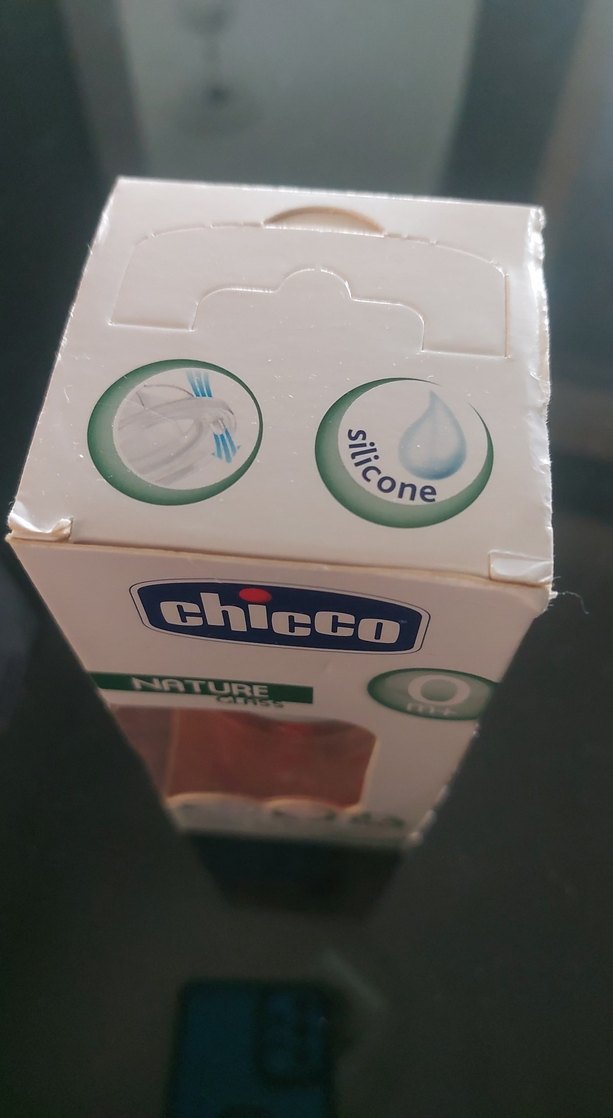 silicone
chicco
NATURE
GLASS
0
m+